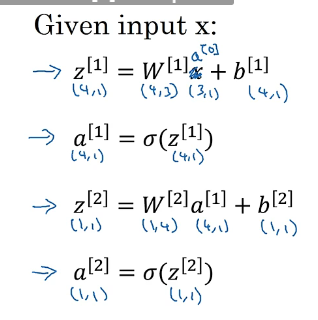 Given input x:
a^[0]
→ z^[1] = W^[1]x + b^[1]
(4,1) (4,3) (3,1) (4,1)
→ a^[1] = σ(z^[1])
(4,1) (4,1)
→ z^[2] = W^[2]a^[1] + b^[2]
(1,1) (1,4) (4,1) (1,1)
→ a^[2] = σ(z^[2])
(1,1) (1,1)